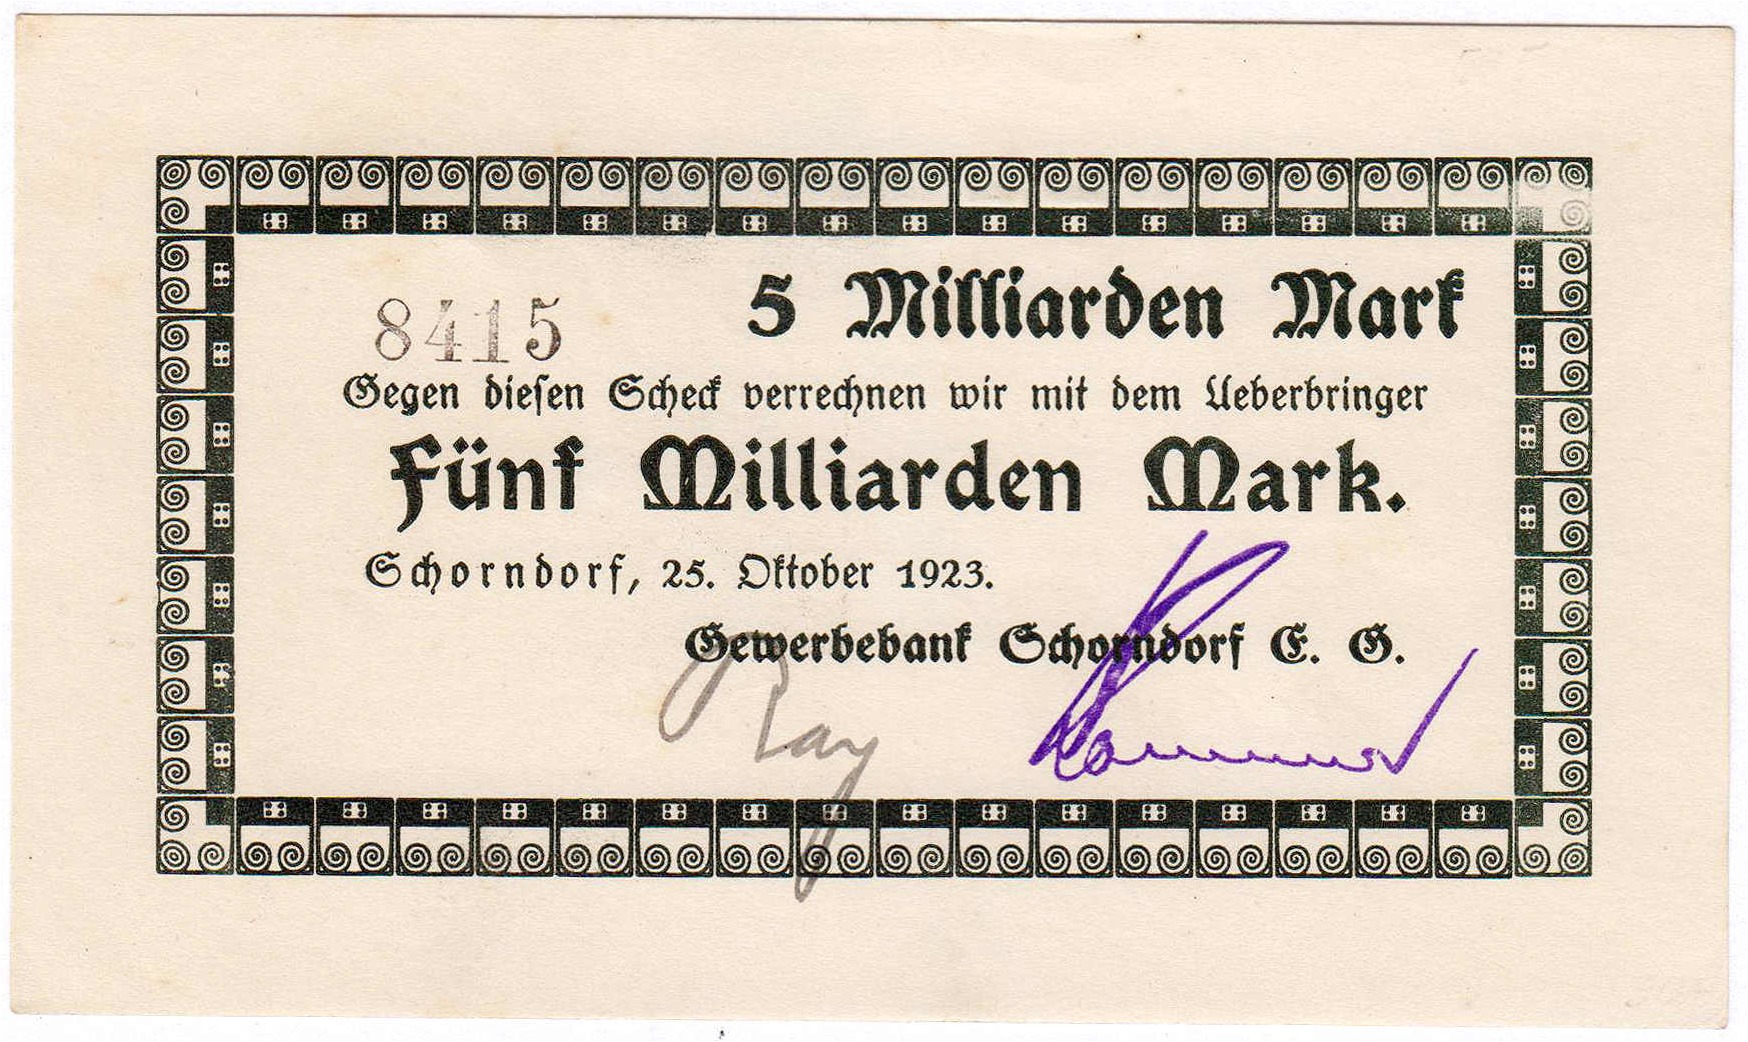 5 Milliarden Mark
8415
Gegen diesen Scheck verrechnen wir mit dem Ueberbringer
Fünf Milliarden Mark.
Schorndorf, 25. Oktober 1923.
Gewerbebank Schorndorf E. G.
Ray